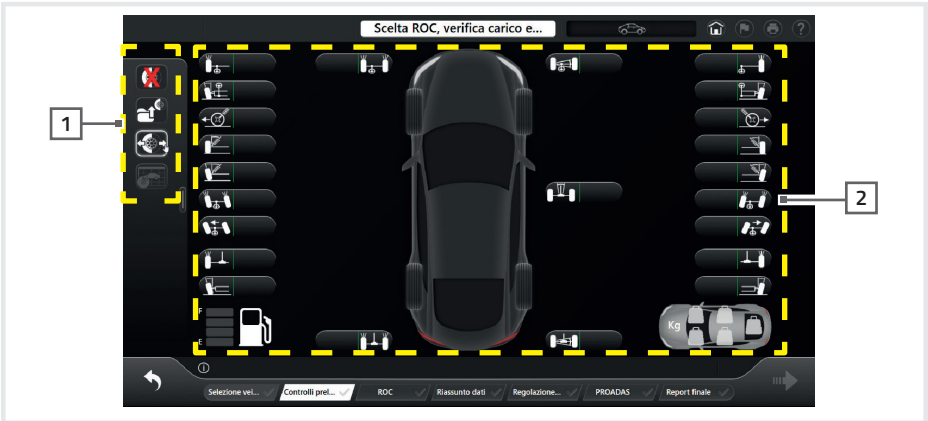 Scelta ROC, verifica carico e...
?
1
2
F
E
Kg
Selezione vei...
Controlli prel...
ROC
Riassunto dati
Regolazione...
PROADAS
Report finale